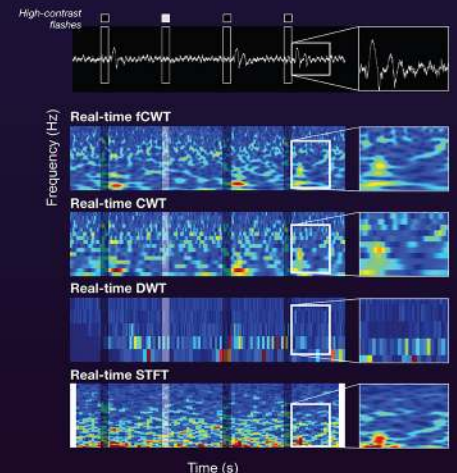 High-contrast
flashes
Frequency (Hz)
Real-time fCWT
Real-time CWT
Real-time DWT
Real-time STFT
Time (s)